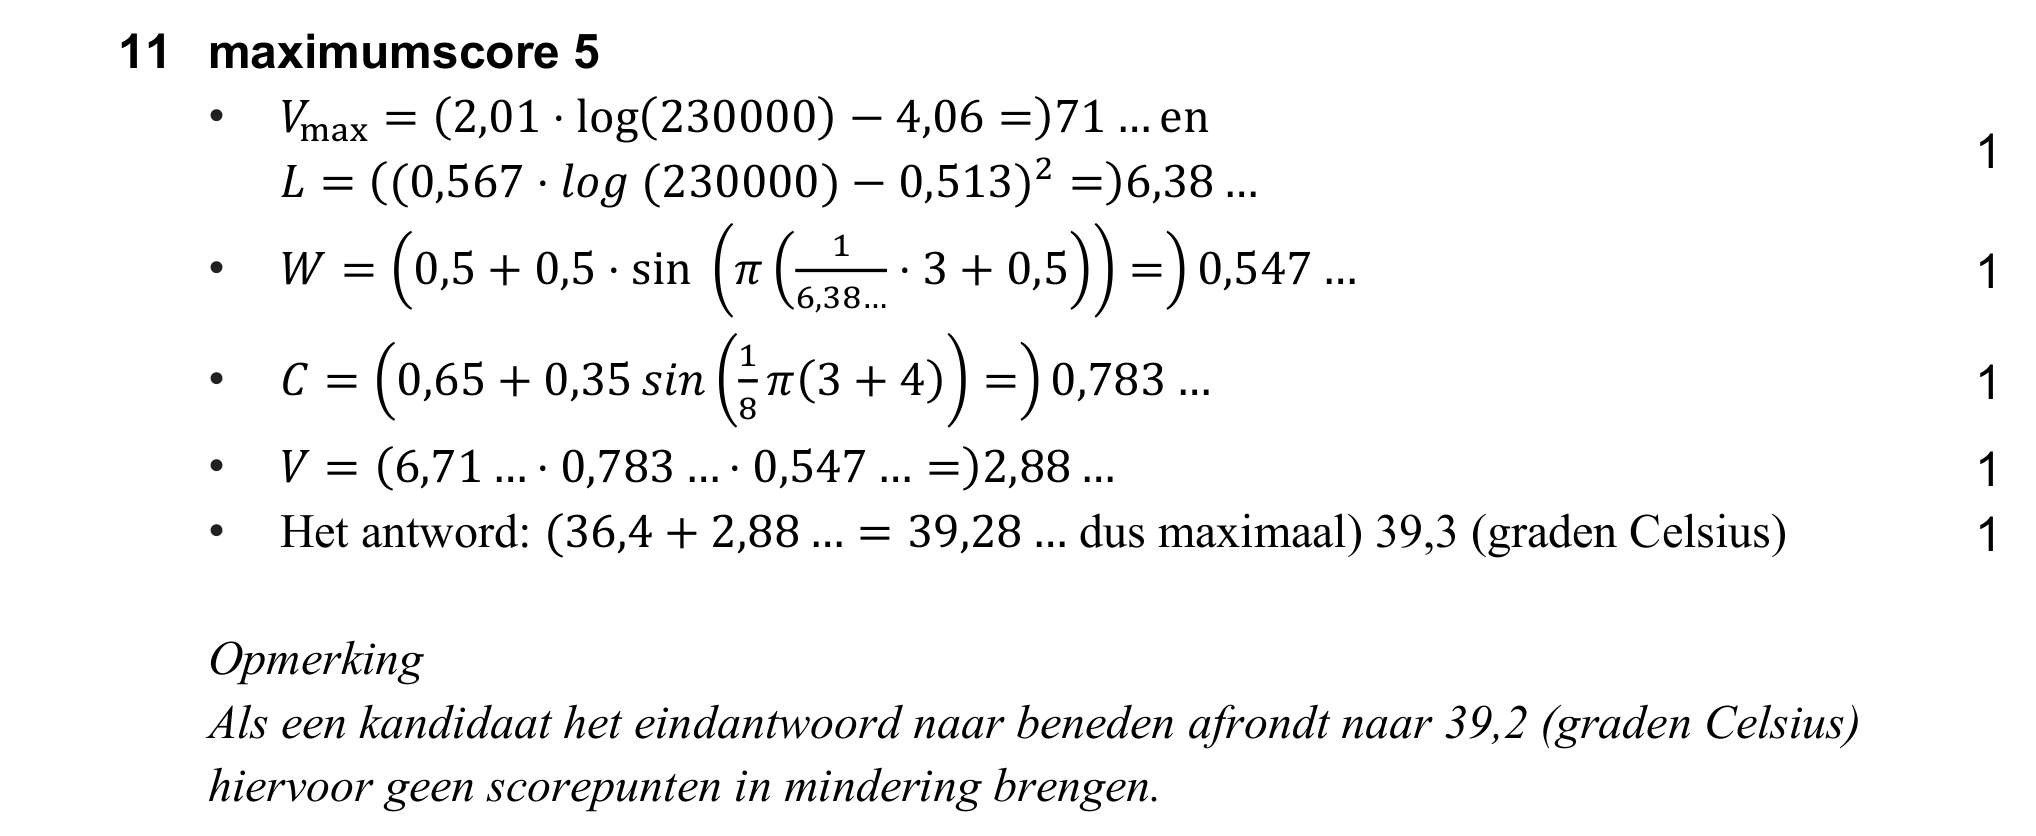 11 maximumscore 5
• V_max = (2,01 · log(230000) − 4,06 =)71 … en 1
L = ((0,567 · log (230000) − 0,513)² =)6,38 …
• W = (0,5 + 0,5 · sin (π (1/6,38… · 3 + 0,5)) =) 0,547 … 1
• C = (0,65 + 0,35 sin (1/8 π(3 + 4)) =) 0,783 … 1
• V = (6,71 … · 0,783 … · 0,547 … =)2,88 … 1
• Het antword: (36,4 + 2,88 … = 39,28 … dus maximaal) 39,3 (graden Celsius) 1
Opmerking
Als een kandidaat het eindantwoord naar beneden afrondt naar 39,2 (graden Celsius)
hiervoor geen scorepunten in mindering brengen.